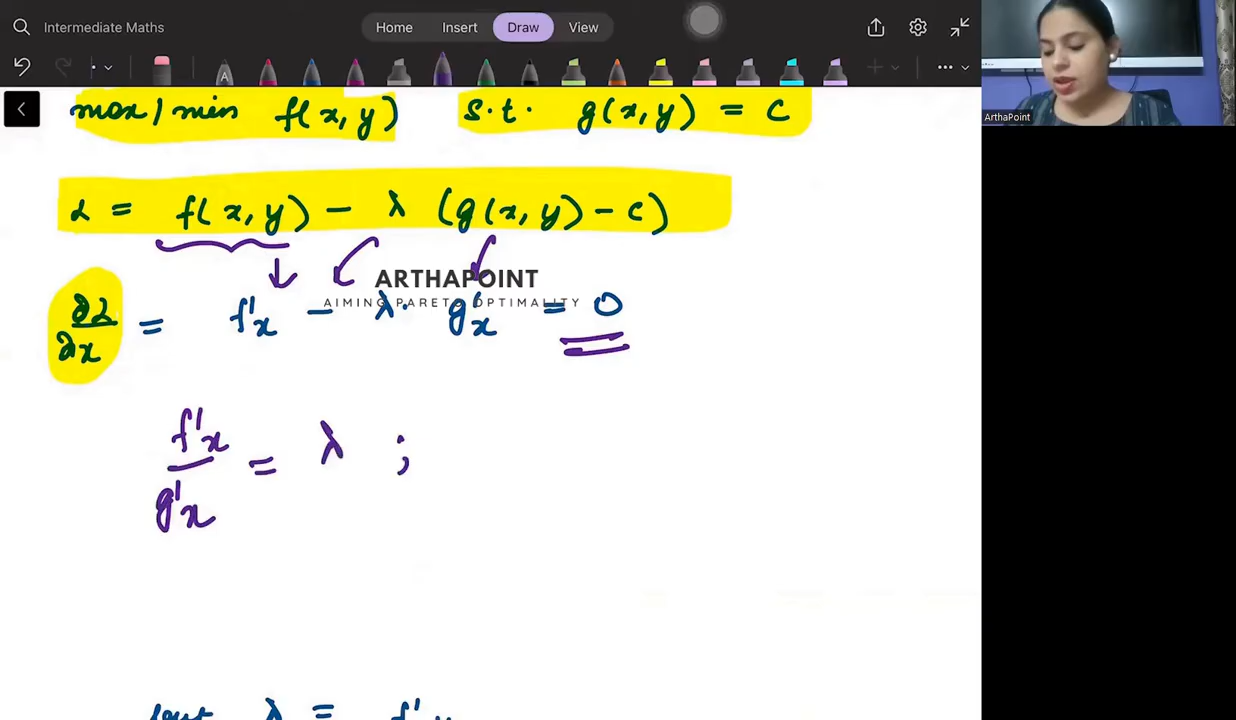 Intermediate Maths
Home Insert Draw View
max/min f(x,y) s.t. g(x,y) = c
ℒ = f(x,y) - λ (g(x,y) - c)
ARTHAPOINT
AIMING PARETO OPTIMALITY
∂ℒ/∂x = f'x - λ· g'x = 0
f'x/g'x = λ ;
λ = f'
ArthaPoint